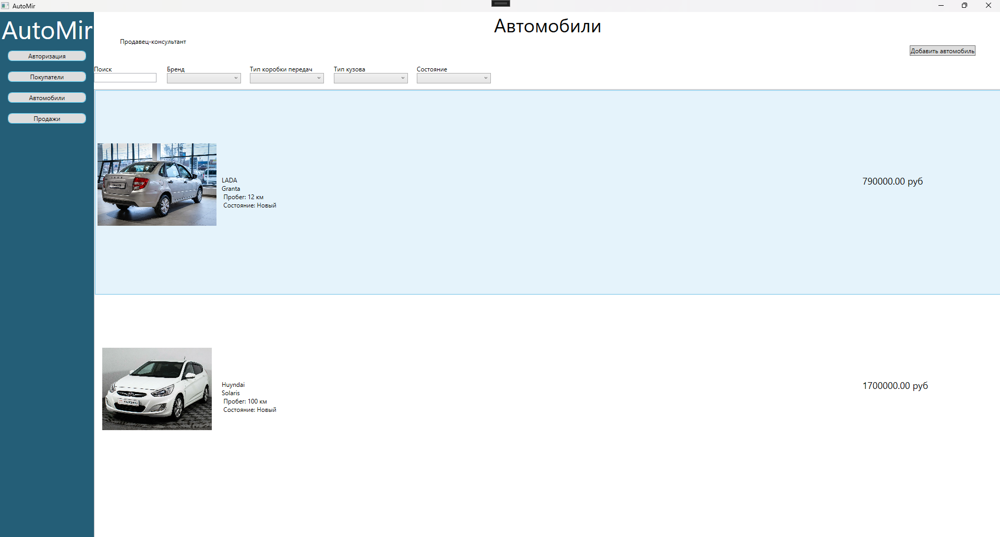 AutoMir
AutoMir
Авторизация
Покупатели
Автомобили
Продажи
Автомобили
Продавец-консультант
Добавить автомобиль
Поиск
Бренд
Тип коробки передач
Тип кузова
Состояние
LADA
Granta
Пробег: 12 км
Состояние: Новый
790000.00 руб
Huyndai
Solaris
Пробег: 100 км
Состояние: Новый
1700000.00 руб